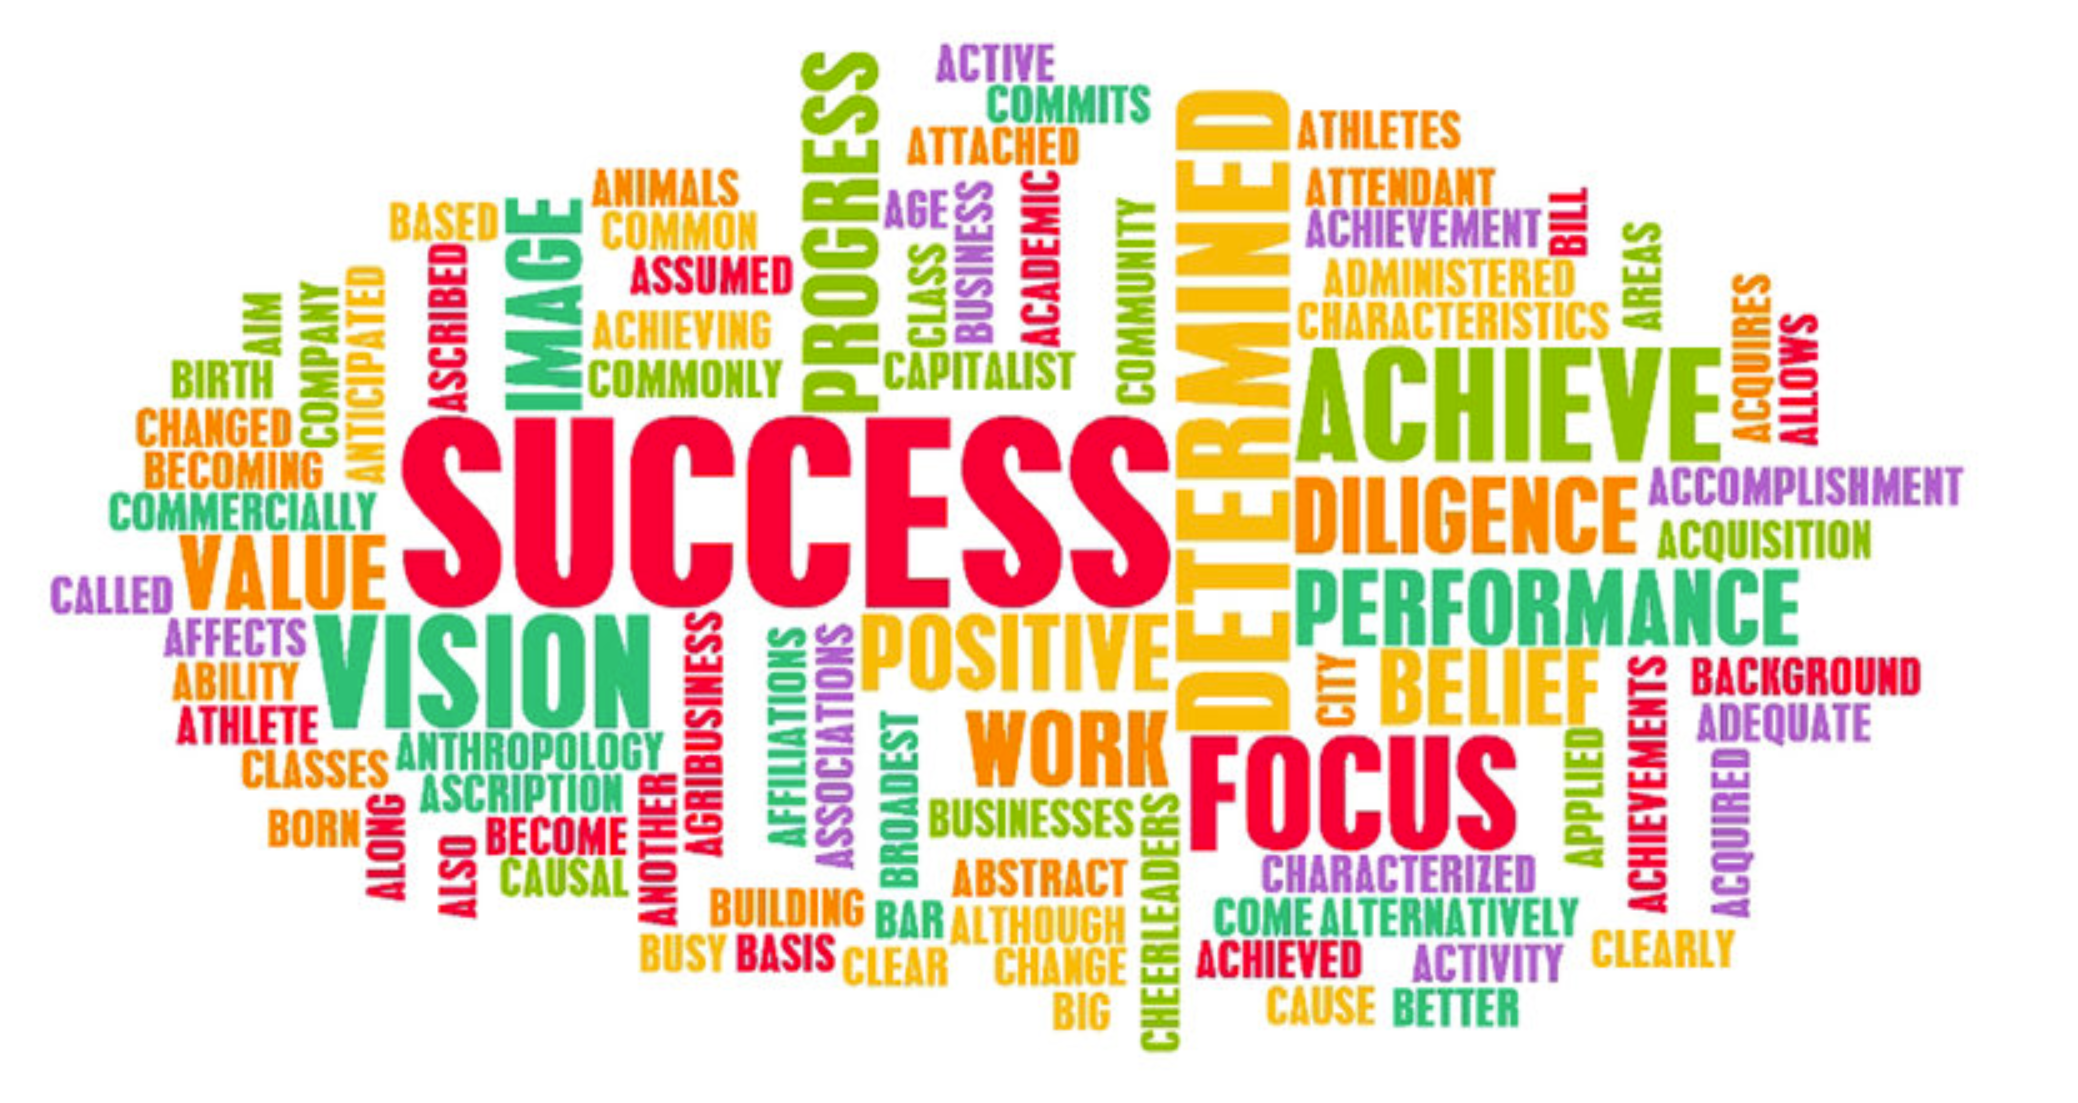 ACTIVE
COMMITS
ATTACHED
PROGRESS
DETERMINED
ATHLETES
ANIMALS
ATTENDANT
BASED
IMAGE
COMMON
AGE
BUSINESS
ACADEMIC
COMMUNITY
ACHIEVEMENT
BILL
ASSUMED
CLASS
ADMINISTERED
AREAS
AIM
COMPANY
ANTICIPATED
ASCRIBED
ACHIEVING
CHARACTERISTICS
ACQUIRES
ALLOWS
BIRTH
COMMONLY
CAPITALIST
ACHIEVE
CHANGED
BECOMING
SUCCESS
DILIGENCE
ACCOMPLISHMENT
COMMERCIALLY
ACQUISITION
VALUE
CALLED
PERFORMANCE
AFFECTS
VISION
AGRIBUSINESS
AFFILIATIONS
ASSOCIATIONS
POSITIVE
CITY
BELIEF
ACHIEVEMENTS
BACKGROUND
ABILITY
ATHLETE
ADEQUATE
BROADEST
WORK
FOCUS
APPLIED
ACQUIRED
CLASSES
ANTHROPOLOGY
ASCRIPTION
BORN
ALONG
ALSO
BECOME
ANOTHER
BUSINESSES
CHEERLEADERS
CAUSAL
ABSTRACT
CHARACTERIZED
BUILDING
BAR
ALTHOUGH
COME
ALTERNATIVELY
BUSY
BASIS
CLEAR
CHANGE
ACHIEVED
ACTIVITY
CLEARLY
BIG
CAUSE
BETTER